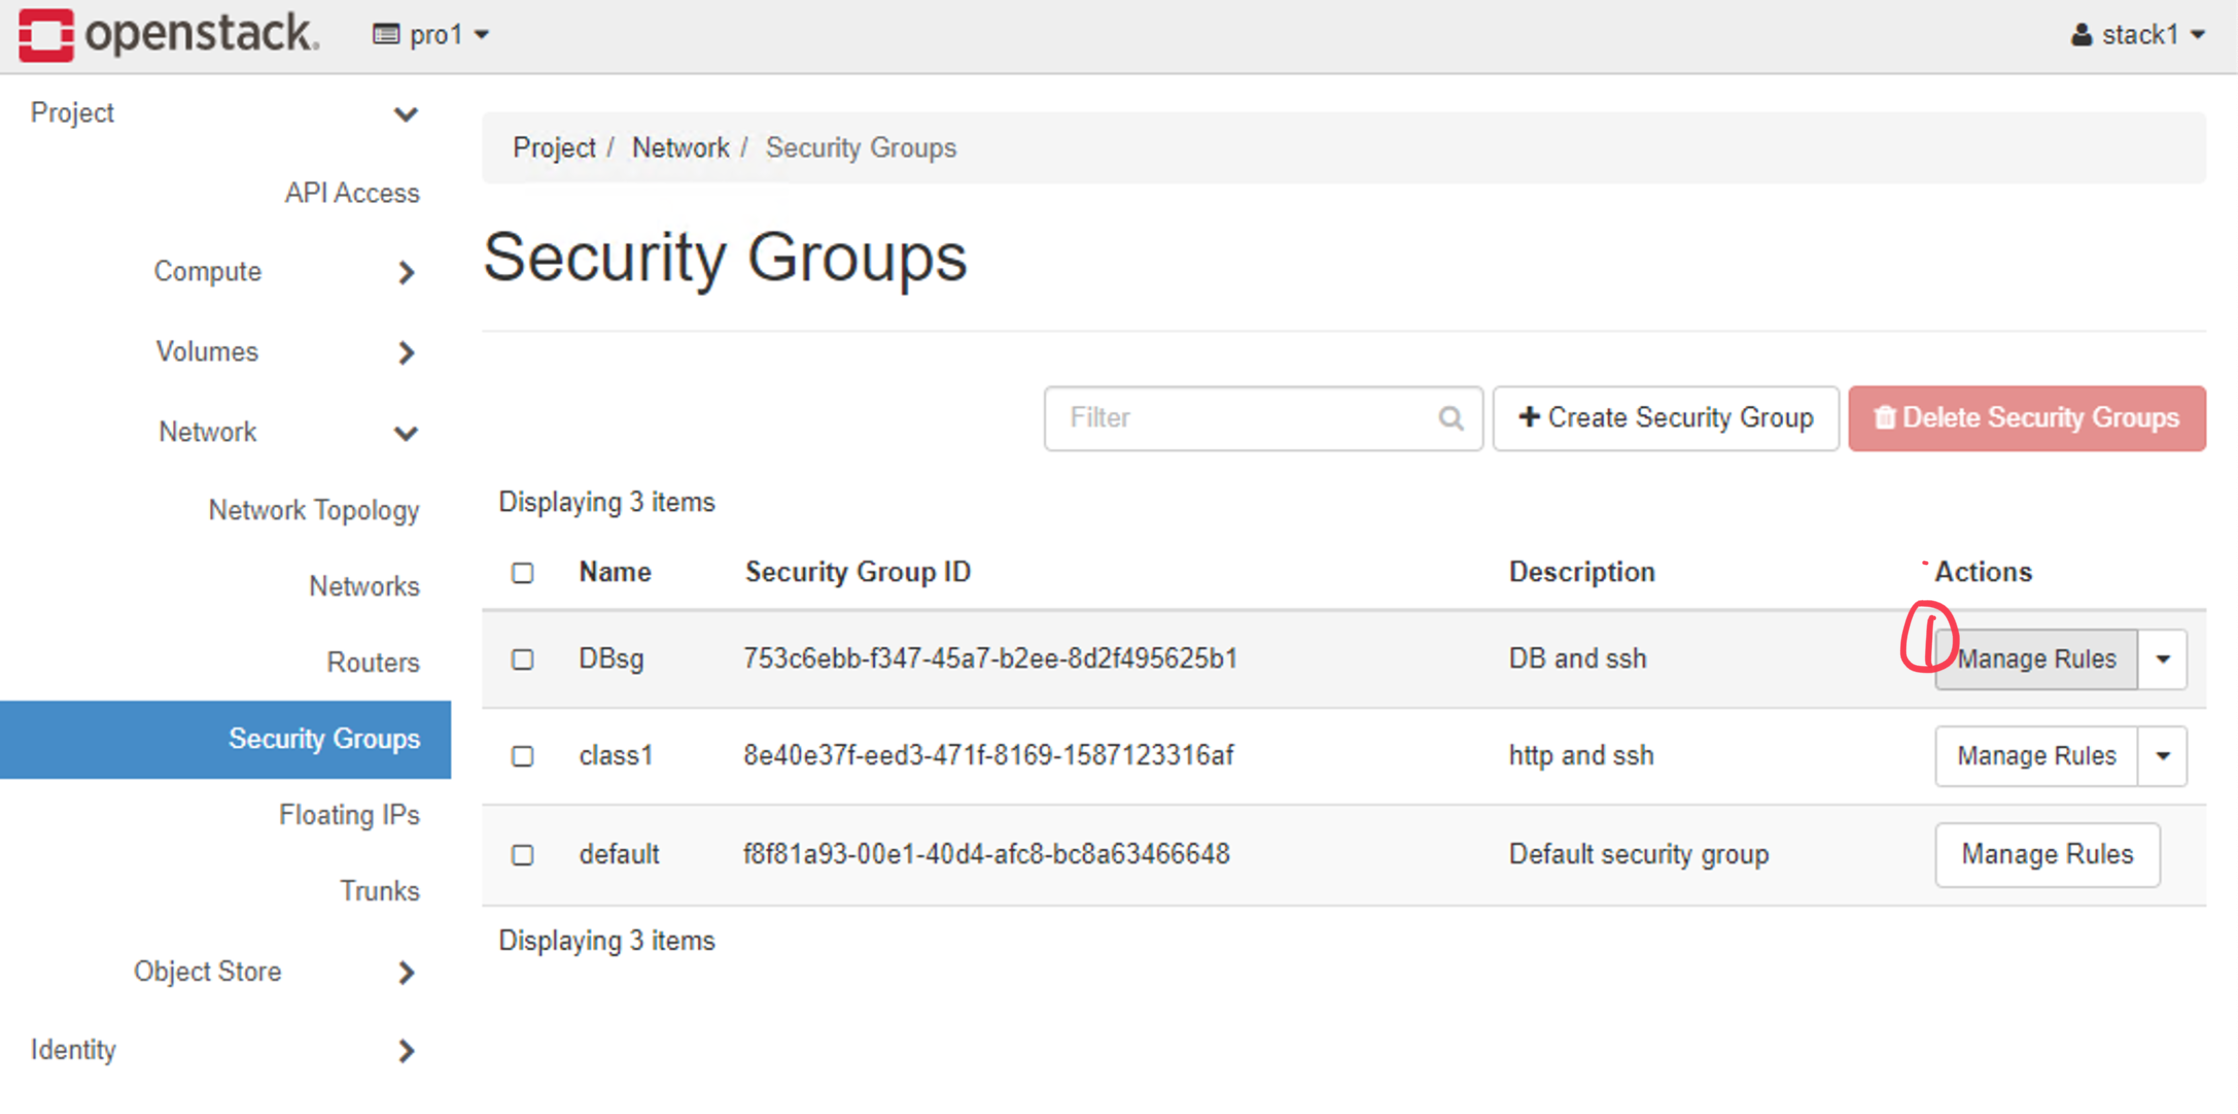 openstack. pro1 stack1
Project
API Access
Compute
Volumes
Network
Network Topology
Networks
Routers
Security Groups
Floating IPs
Trunks
Object Store
Identity
Project / Network / Security Groups
Security Groups
Filter + Create Security Group Delete Security Groups
Displaying 3 items
Name Security Group ID Description Actions
DBsg 753c6ebb-f347-45a7-b2ee-8d2f495625b1 DB and ssh 1 Manage Rules
class1 8e40e37f-eed3-471f-8169-1587123316af http and ssh Manage Rules
default f8f81a93-00e1-40d4-afc8-bc8a63466648 Default security group Manage Rules
Displaying 3 items